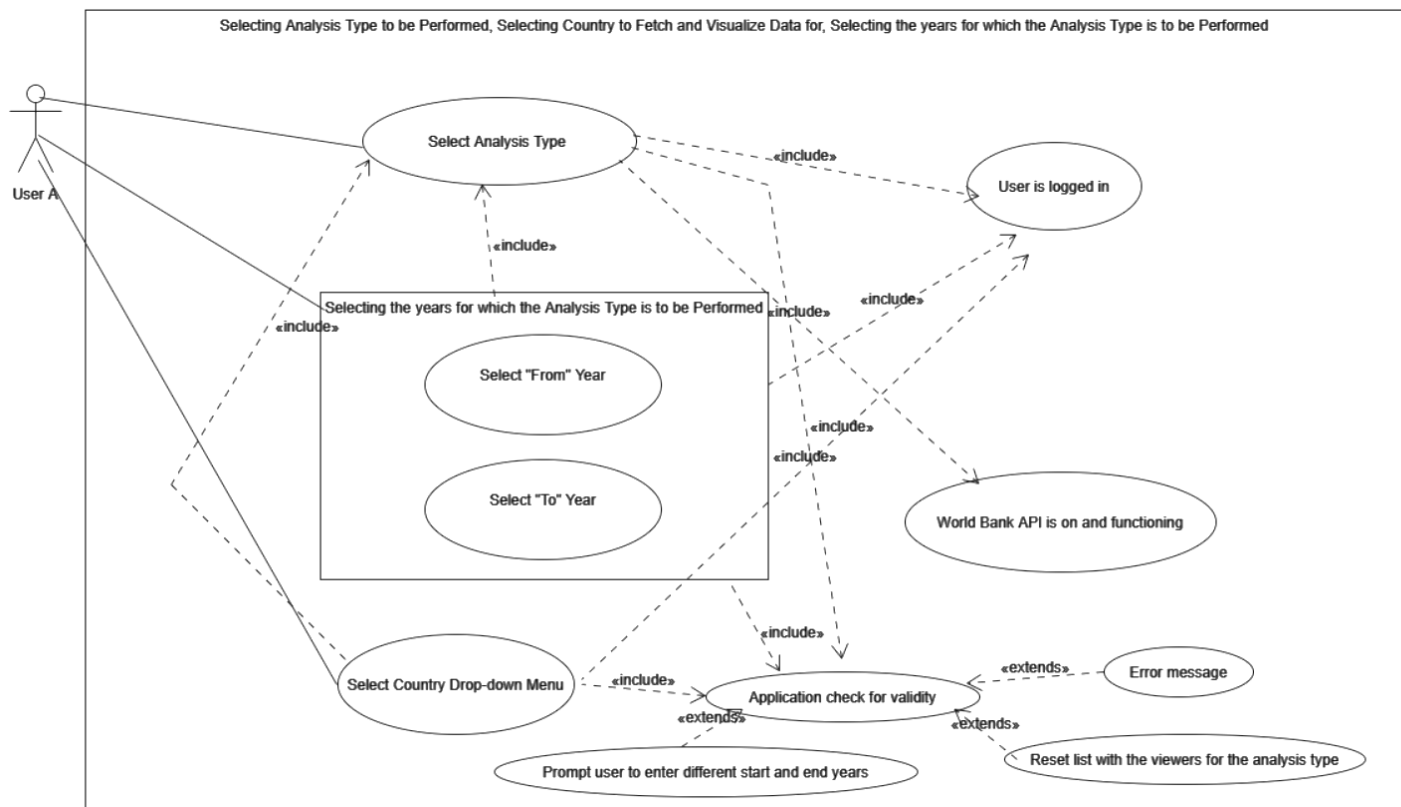 Selecting Analysis Type to be Performed, Selecting Country to Fetch and Visualize Data for, Selecting the years for which the Analysis Type is to be Performed
User A
Select Analysis Type
«include»
User is logged in
«include»
«include»
Selecting the years for which the Analysis Type is to be Performed
«include»
«include»
Select "From" Year
«include»
«include»
Select "To" Year
World Bank API is on and functioning
«include»
Select Country Drop-down Menu
«include»
Application check for validity
«extends»
Error message
«extends»
«extends»
Prompt user to enter different start and end years
Reset list with the viewers for the analysis type